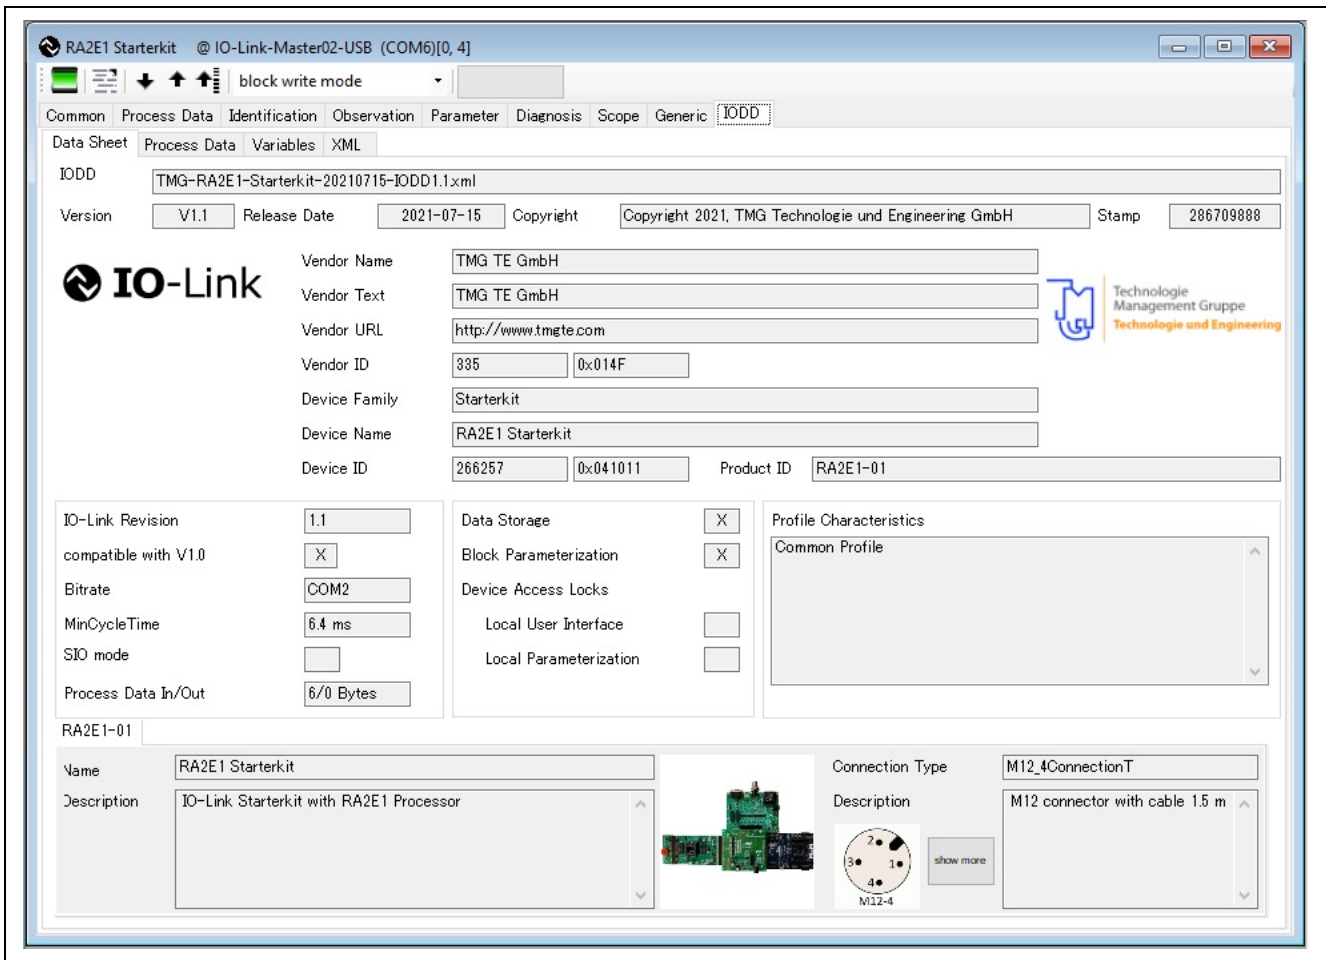 RA2E1 Starterkit @ IO-Link-Master02-USB (COM6)[0, 4]
block write mode
Common Process Data Identification Observation Parameter Diagnosis Scope Generic IODD
Data Sheet Process Data Variables XML
IODD TMG-RA2E1-Starterkit-20210715-IODD1.1.xml
Version V1.1 Release Date 2021-07-15 Copyright Copyright 2021, TMG Technologie und Engineering GmbH Stamp 286709888
IO-Link
Vendor Name TMG TE GmbH
Vendor Text TMG TE GmbH
Vendor URL http://www.tmgte.com
Vendor ID 335 0x014F
Device Family Starterkit
Device Name RA2E1 Starterkit
Device ID 266257 0x041011 Product ID RA2E1-01
Technologie
Management Gruppe
Technologie und Engineering
IO-Link Revision 1.1
compatible with V1.0 X
Bitrate COM2
MinCycleTime 6.4 ms
SIO mode
Process Data In/Out 6/0 Bytes
Data Storage X
Block Parameterization X
Device Access Locks
Local User Interface
Local Parameterization
Profile Characteristics
Common Profile
RA2E1-01
Name RA2E1 Starterkit
Description IO-Link Starterkit with RA2E1 Processor
Connection Type M12_4ConnectionT
Description M12 connector with cable 1.5 m
2
3 1
4
M12-4
show more